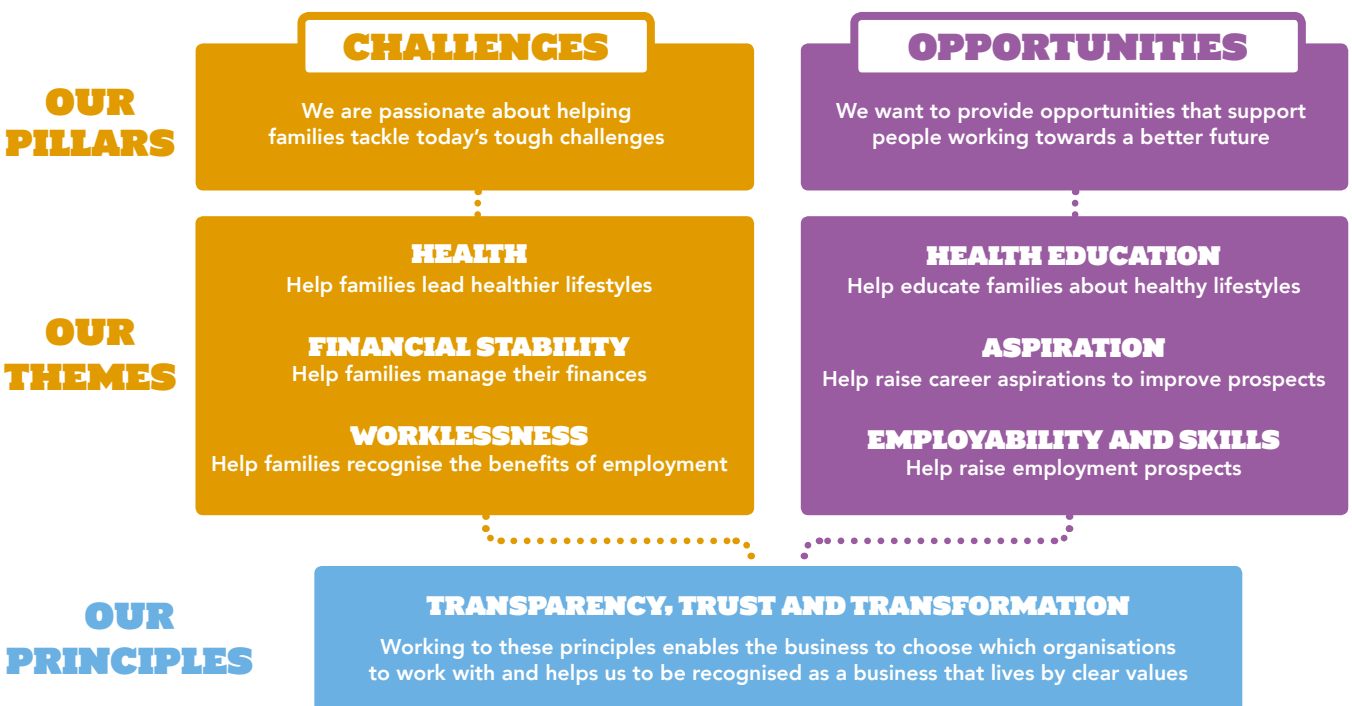 OUR
PILLARS
CHALLENGES
We are passionate about helping
families tackle today's tough challenges
OPPORTUNITIES
We want to provide opportunities that support
people working towards a better future
OUR
THEMES
HEALTH
Help families lead healthier lifestyles
FINANCIAL STABILITY
Help families manage their finances
WORKLESSNESS
Help families recognise the benefits of employment
HEALTH EDUCATION
Help educate families about healthy lifestyles
ASPIRATION
Help raise career aspirations to improve prospects
EMPLOYABILITY AND SKILLS
Help raise employment prospects
OUR
PRINCIPLES
TRANSPARENCY, TRUST AND TRANSFORMATION
Working to these principles enables the business to choose which organisations
to work with and helps us to be recognised as a business that lives by clear values